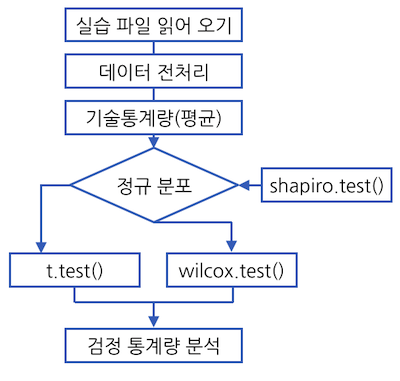 실습 파일 읽어 오기
데이터 전처리
기술통계량(평균)
정규 분포
shapiro.test()
t.test()
wilcox.test()
검정 통계량 분석